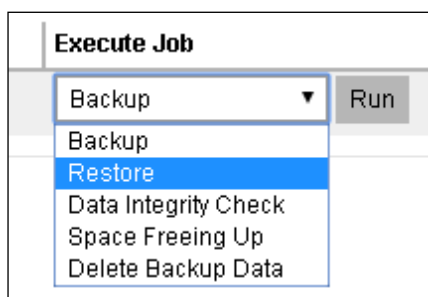 Execute Job
Backup Run
Backup
Restore
Data Integrity Check
Space Freeing Up
Delete Backup Data